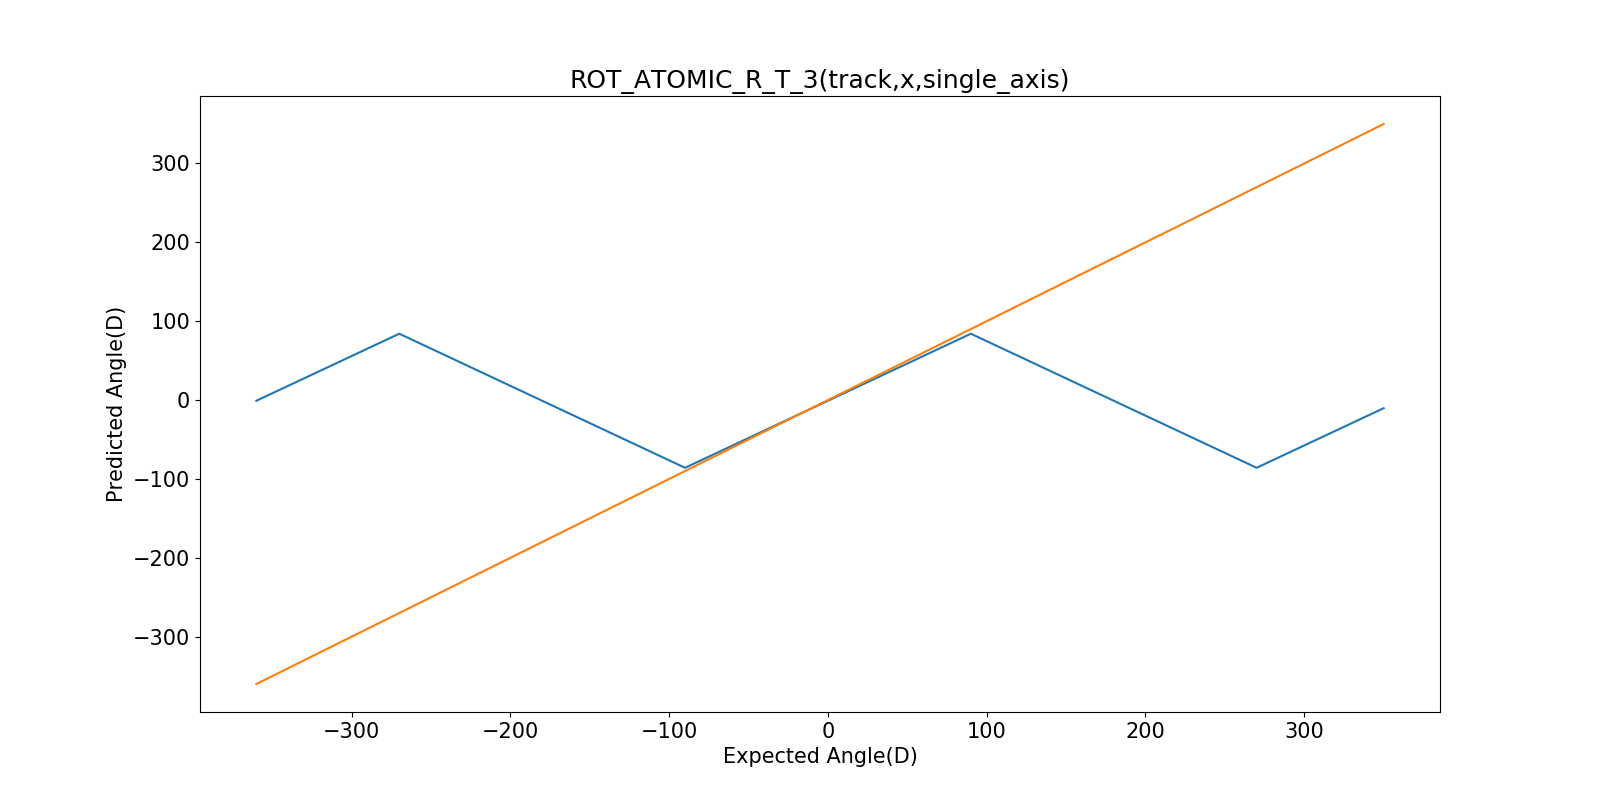 ROT_ATOMIC_R_T_3(track,x,single_axis)
300
200
100
0
−100
−200
−300
Predicted Angle(D)
−300 −200 −100 0 100 200 300
Expected Angle(D)